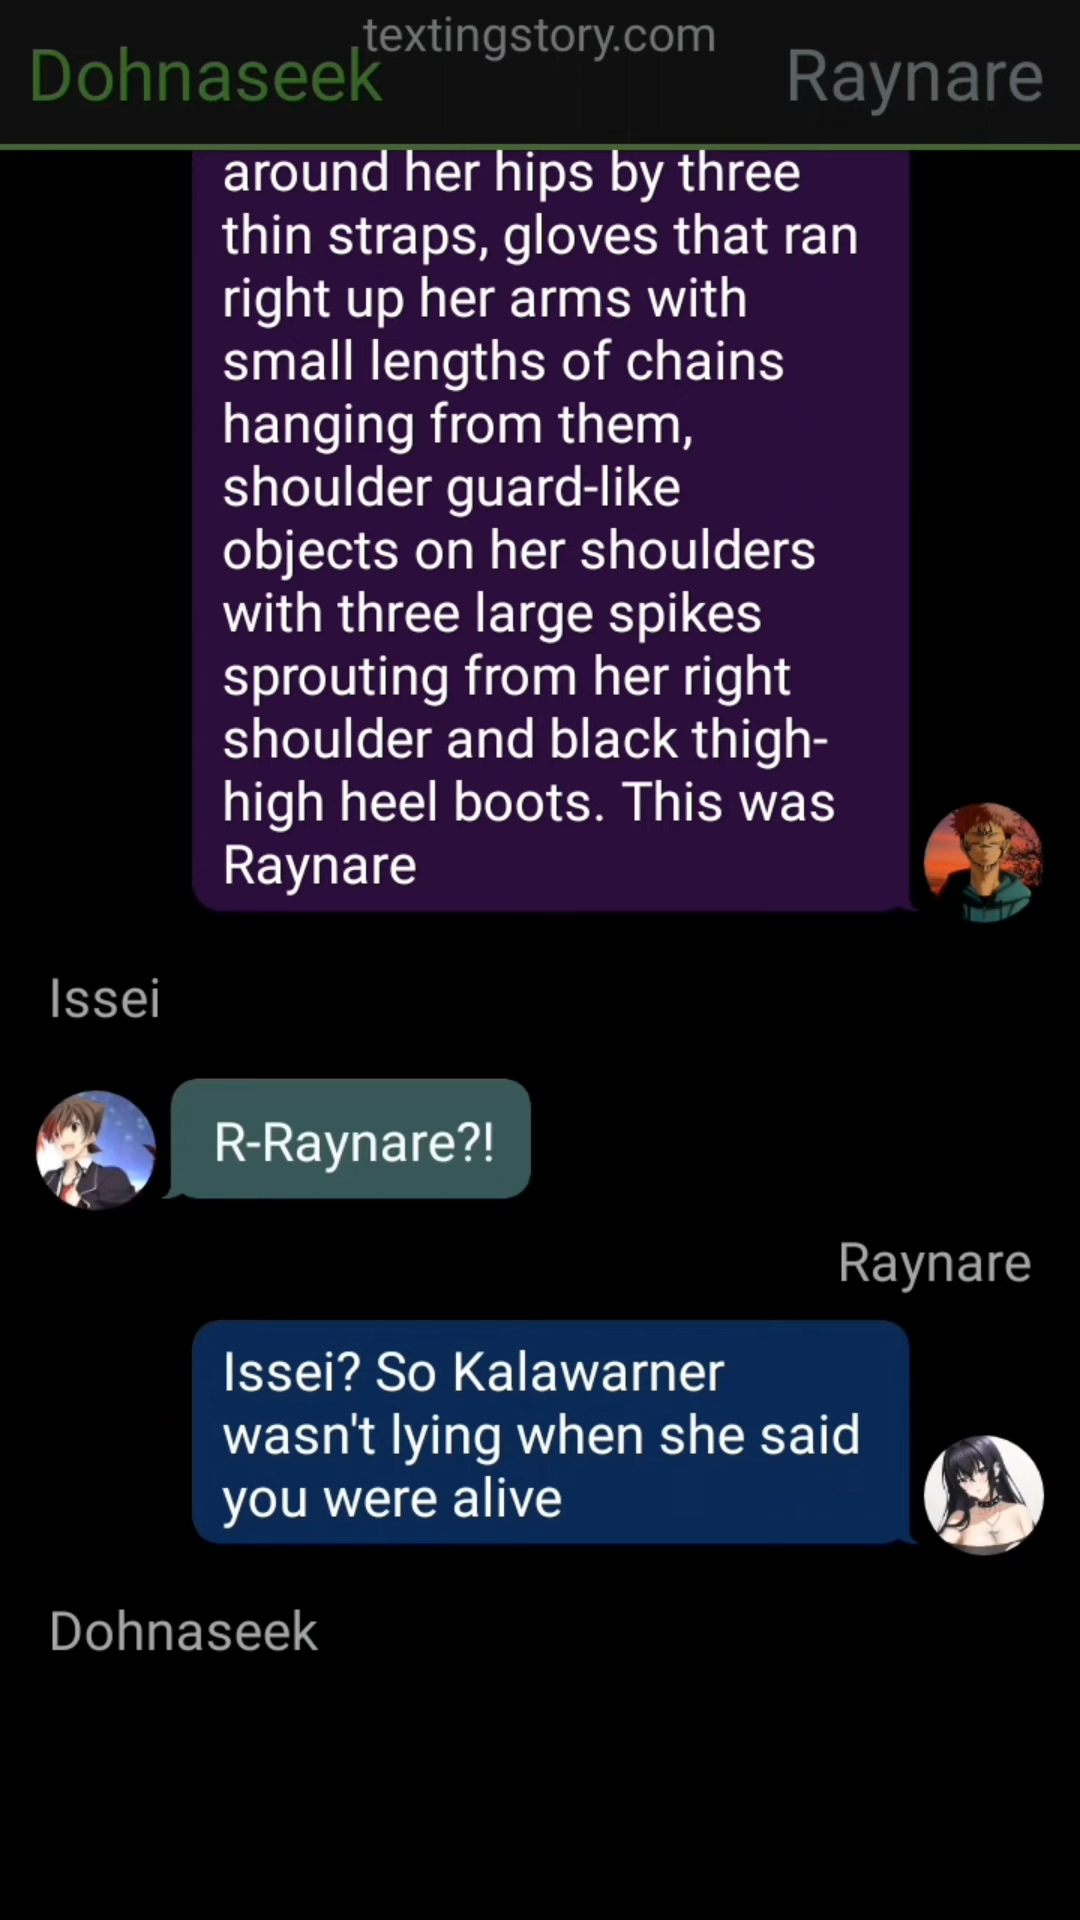 textingstory.com
Dohnaseek
Raynare
around her hips by three
thin straps, gloves that ran
right up her arms with
small lengths of chains
hanging from them,
shoulder guard-like
objects on her shoulders
with three large spikes
sprouting from her right
shoulder and black thigh-
high heel boots. This was
Raynare
Issei
R-Raynare?!
Raynare
Issei? So Kalawarner
wasn't lying when she said
you were alive
Dohnaseek